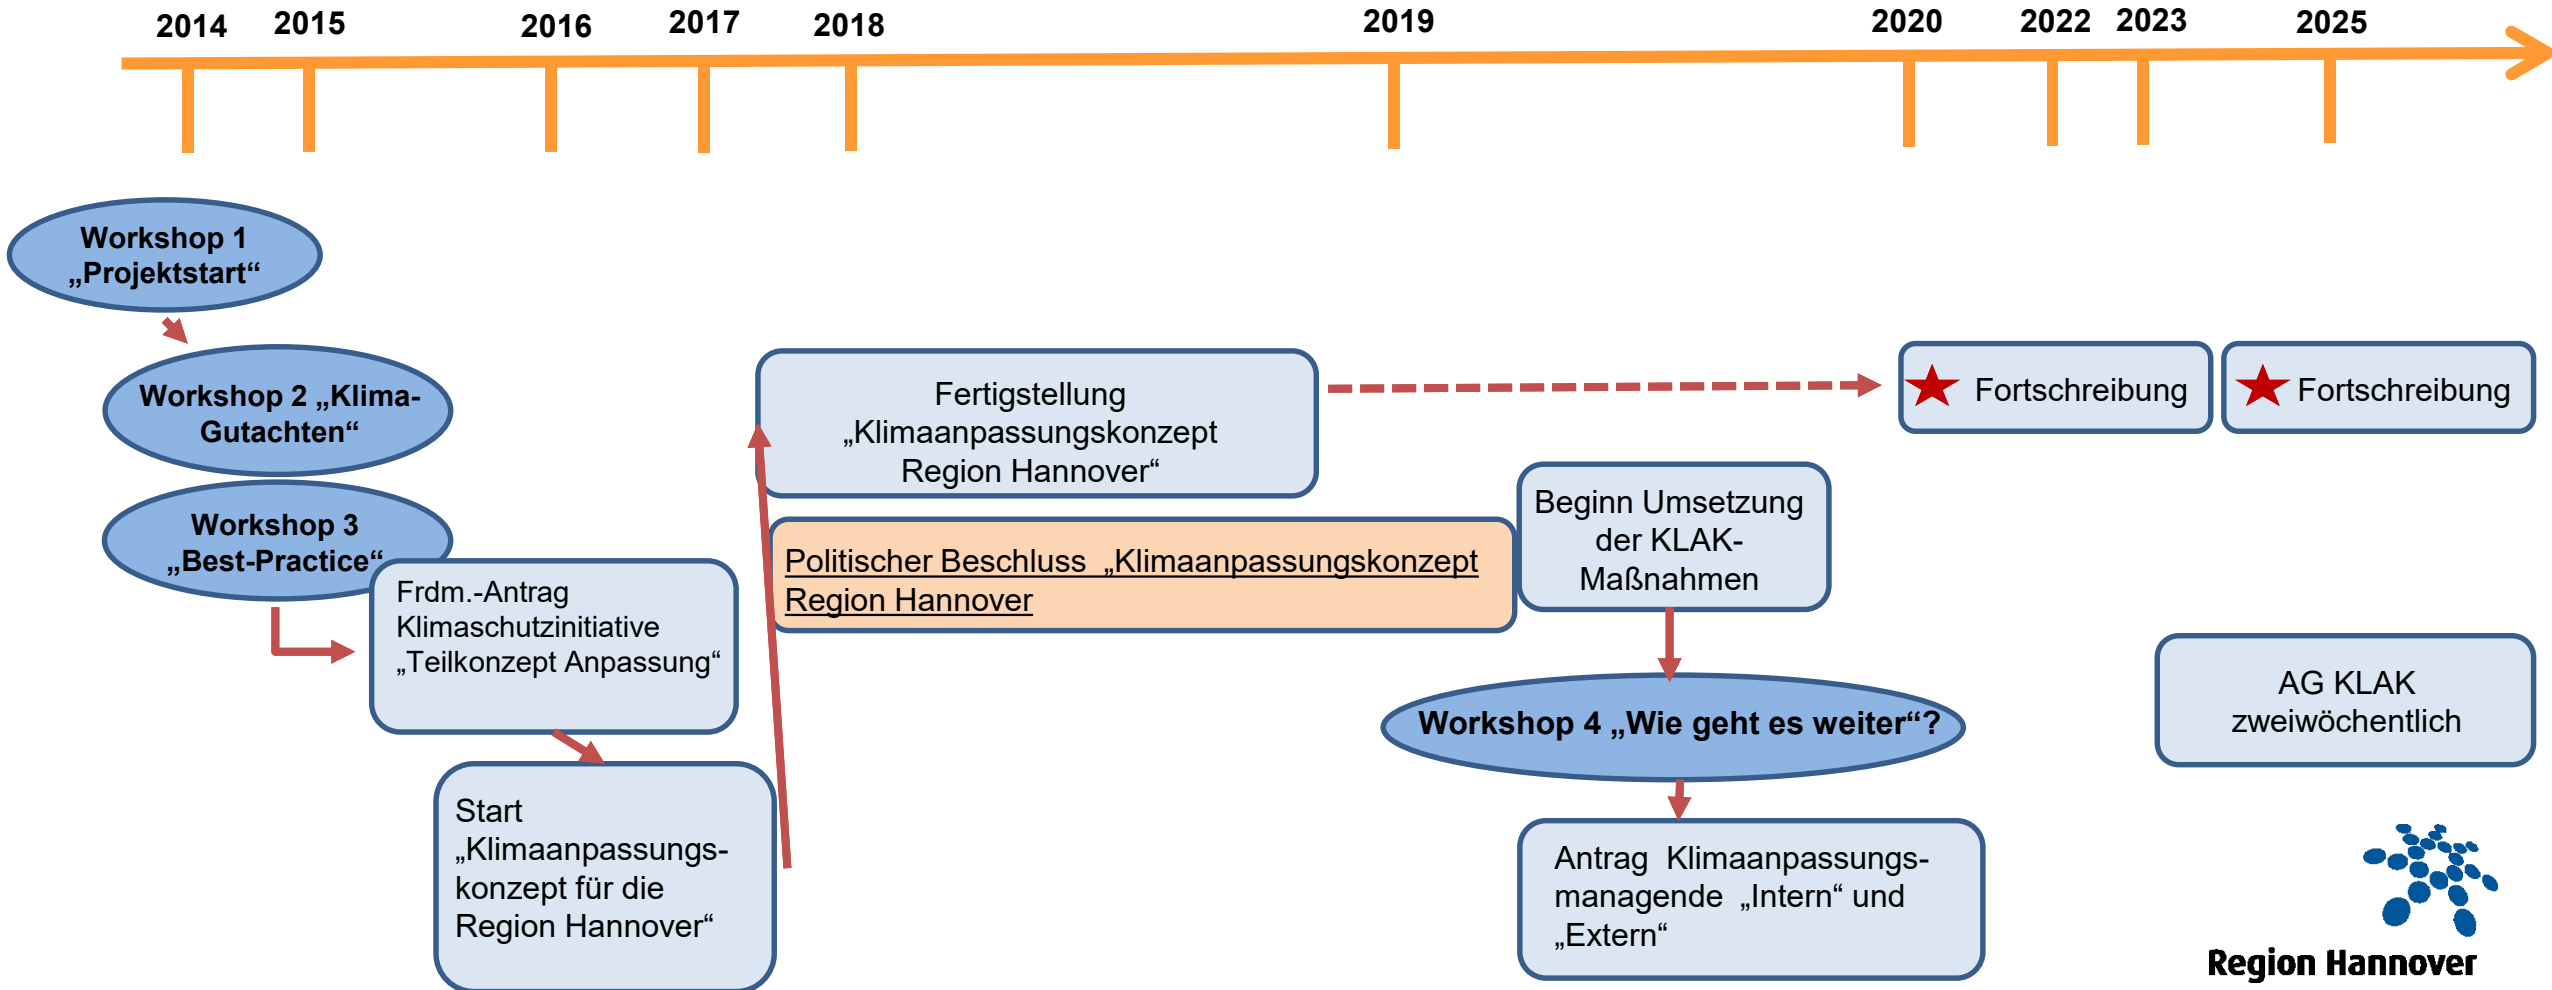 2014 2015 2016 2017 2018 2019 2020 2022 2023 2025
Workshop 1
„Projektstart“
Workshop 2 „Klima-
Gutachten“
Workshop 3
„Best-Practice“
Frdm.-Antrag
Klimaschutzinitiative
„Teilkonzept Anpassung“
Start
„Klimaanpassungs-
konzept für die
Region Hannover“
Fertigstellung
„Klimaanpassungskonzept
Region Hannover“
Politischer Beschluss „Klimaanpassungskonzept
Region Hannover
Beginn Umsetzung
der KLAK-
Maßnahmen
Workshop 4 „Wie geht es weiter“?
Antrag Klimaanpassungs-
managende „Intern“ und
„Extern“
Fortschreibung
Fortschreibung
AG KLAK
zweiwöchentlich
Region Hannover